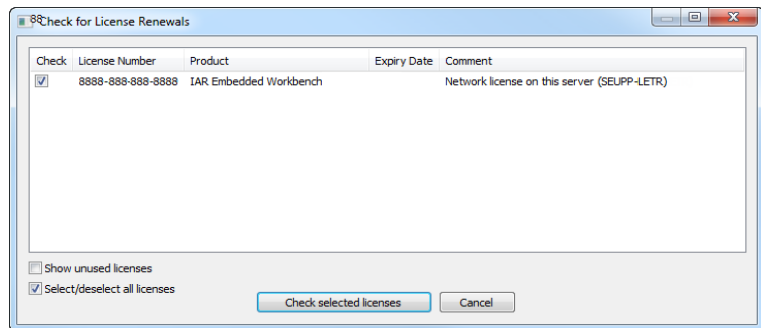 88Check for License Renewals
Check License Number Product Expiry Date Comment
8888-888-888-8888 IAR Embedded Workbench Network license on this server (SEUPP-LETR)
Show unused licenses
Select/deselect all licenses
Check selected licenses Cancel